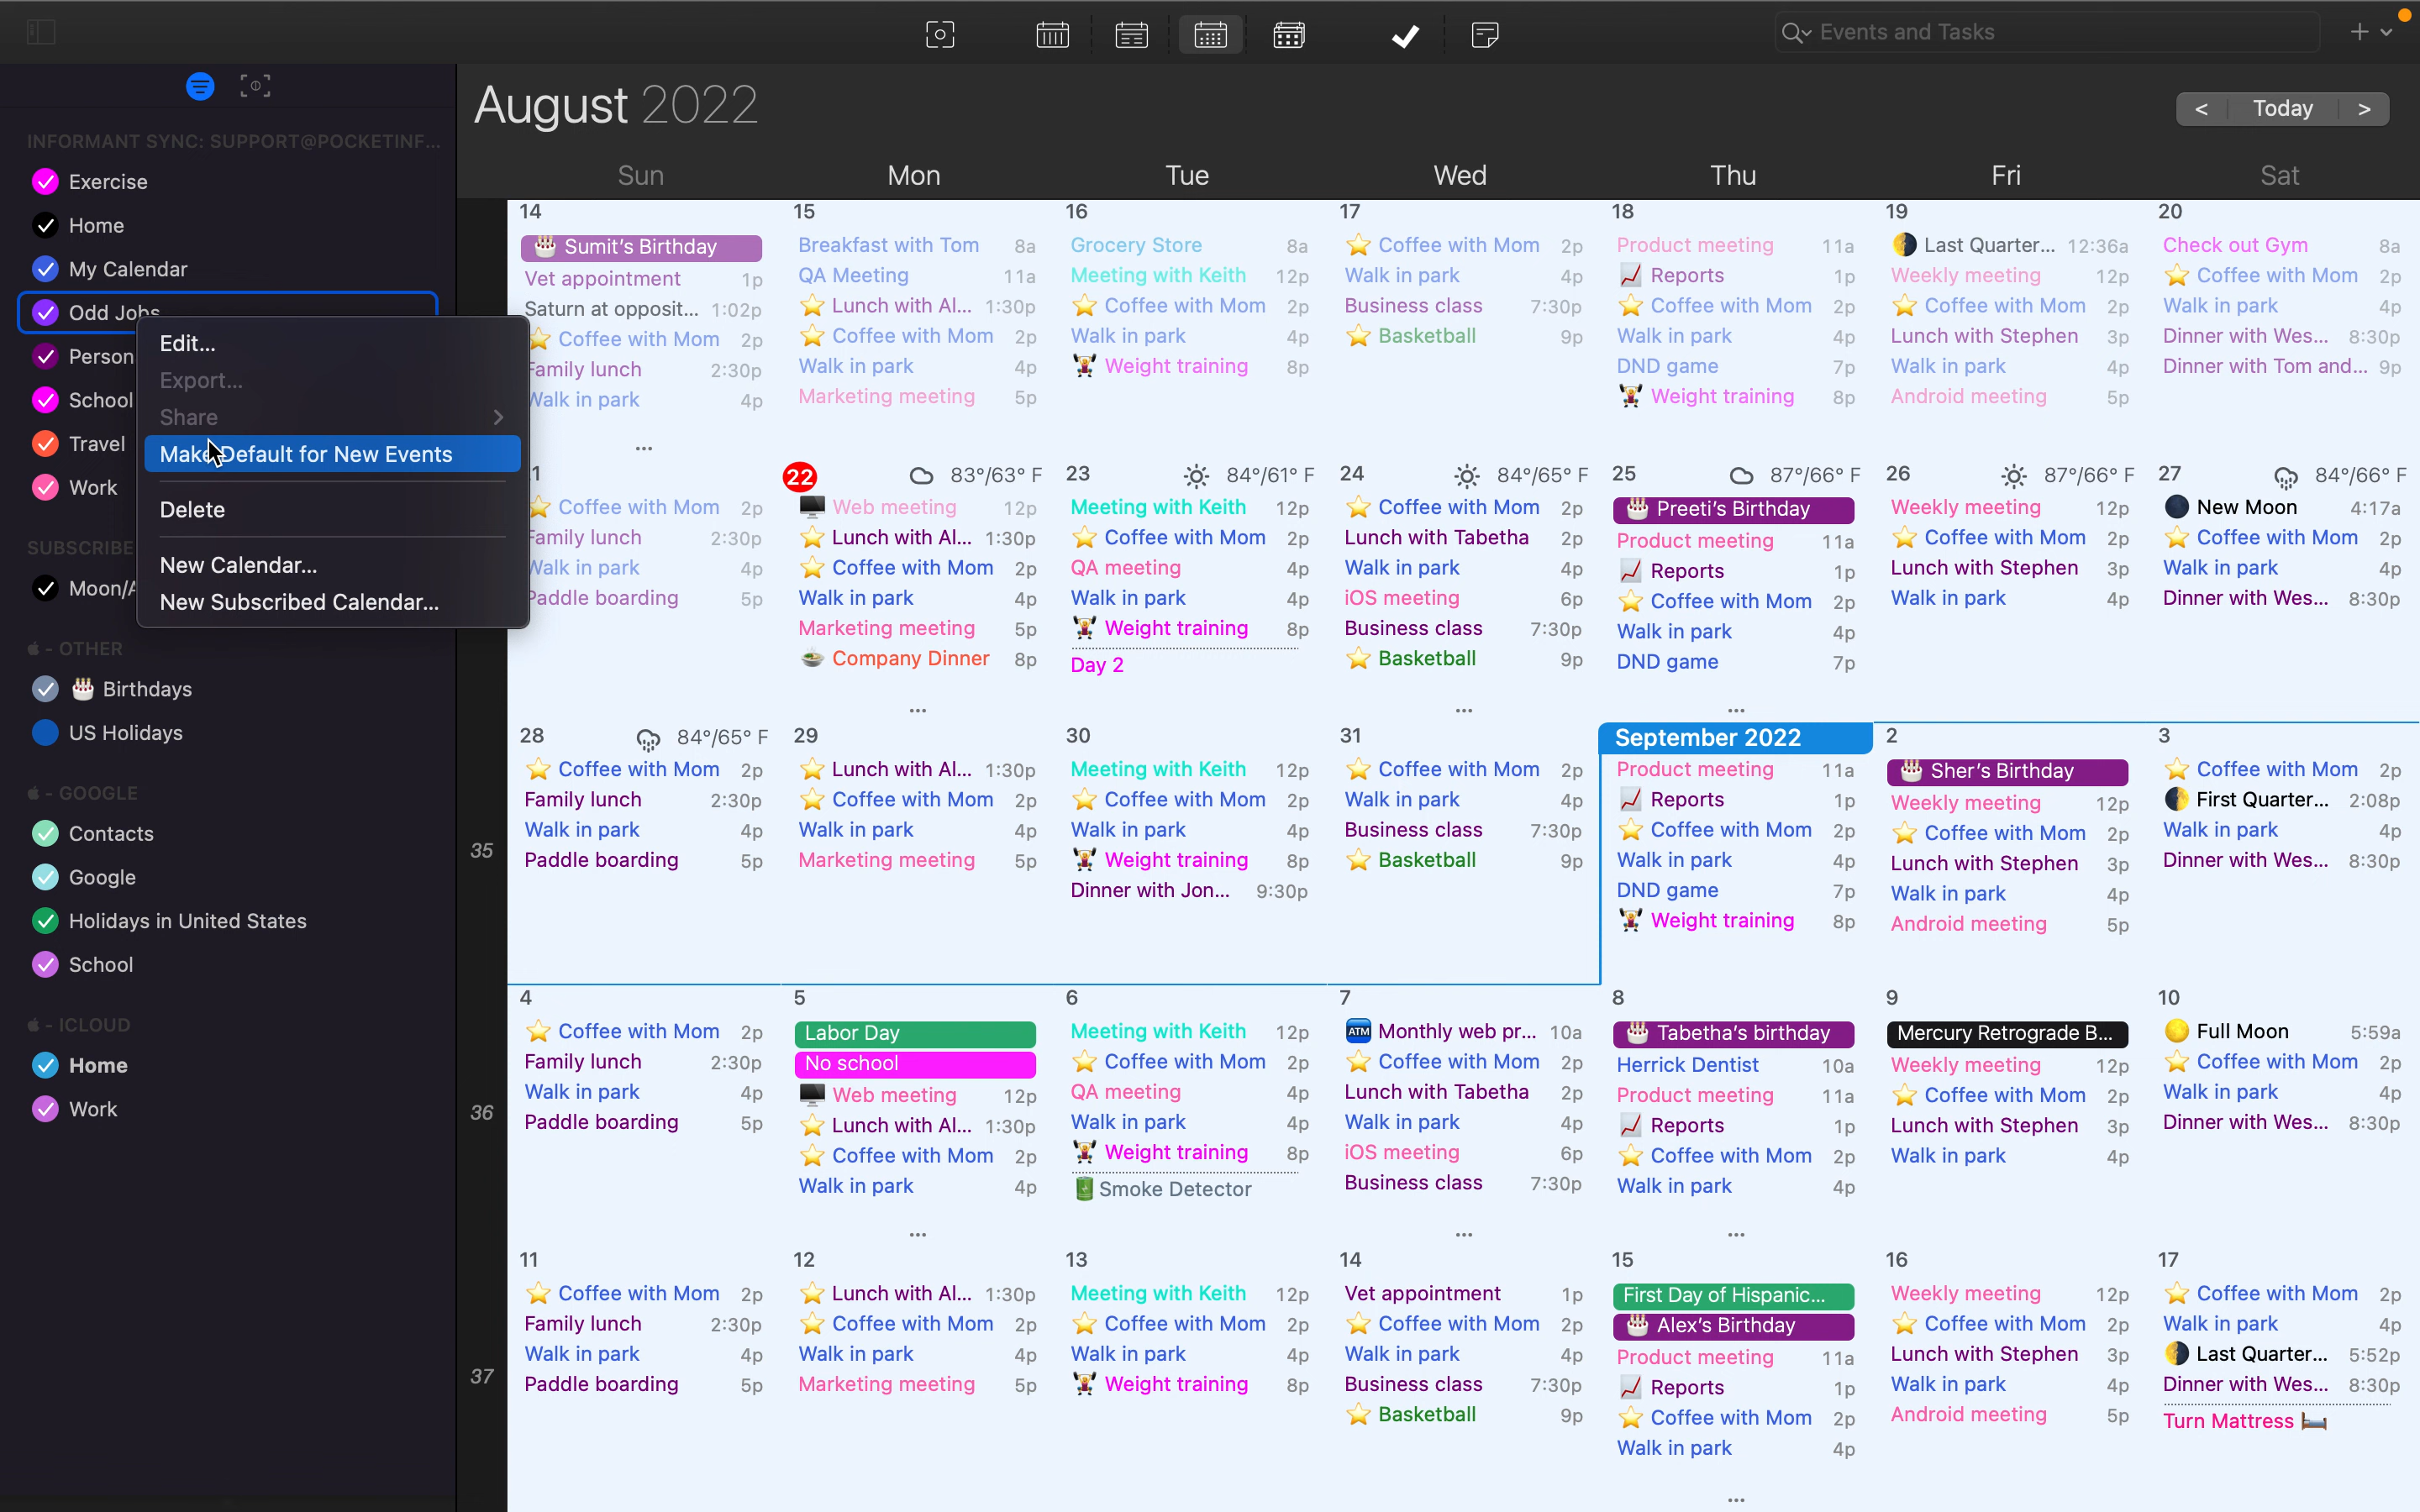 Events and Tasks
INFORMANT SYNC: SUPPORT@POCKETINF...
Exercise
Home
My Calendar
Odd Jobs
Person
School
Travel
Work
SUBSCRIBE
Moon/A
- OTHER
Birthdays
US Holidays
- GOOGLE
Contacts
Google
Holidays in United States
School
- ICLOUD
Home
Work
Edit...
Export...
Share
Make Default for New Events
Delete
New Calendar...
New Subscribed Calendar...
August 2022
< Today >
Sun Mon Tue Wed Thu Fri Sat
14
Sumit's Birthday
Vet appointment 1p
Saturn at opposit... 1:02p
Coffee with Mom 2p
Family lunch 2:30p
Walk in park 4p
...
15
Breakfast with Tom 8a
QA Meeting 11a
Lunch with Al... 1:30p
Coffee with Mom 2p
Walk in park 4p
Marketing meeting 5p
16
Grocery Store 8a
Meeting with Keith 12p
Coffee with Mom 2p
Walk in park 4p
Weight training 8p
17
Coffee with Mom 2p
Walk in park 4p
Business class 7:30p
Basketball 9p
18
Product meeting 11a
Reports 1p
Coffee with Mom 2p
Walk in park 4p
DND game 7p
Weight training 8p
19
Last Quarter... 12:36a
Weekly meeting 12p
Coffee with Mom 2p
Lunch with Stephen 3p
Walk in park 4p
Android meeting 5p
20
Check out Gym 8a
Coffee with Mom 2p
Walk in park 4p
Dinner with Wes... 8:30p
Dinner with Tom and... 9p
1
Coffee with Mom 2p
Family lunch 2:30p
Walk in park 4p
Paddle boarding 5p
22 83°/63° F
Web meeting 12p
Lunch with Al... 1:30p
Coffee with Mom 2p
Walk in park 4p
Marketing meeting 5p
Company Dinner 8p
...
23 84°/61° F
Meeting with Keith 12p
Coffee with Mom 2p
QA meeting 4p
Walk in park 4p
Weight training 8p
Day 2
24 84°/65° F
Coffee with Mom 2p
Lunch with Tabetha 2p
Walk in park 4p
iOS meeting 6p
Business class 7:30p
Basketball 9p
...
25 87°/66° F
Preeti's Birthday
Product meeting 11a
Reports 1p
Coffee with Mom 2p
Walk in park 4p
DND game 7p
...
26 87°/66° F
Weekly meeting 12p
Coffee with Mom 2p
Lunch with Stephen 3p
Walk in park 4p
27 84°/66° F
New Moon 4:17a
Coffee with Mom 2p
Walk in park 4p
Dinner with Wes... 8:30p
35
28 84°/65° F
Coffee with Mom 2p
Family lunch 2:30p
Walk in park 4p
Paddle boarding 5p
29
Lunch with Al... 1:30p
Coffee with Mom 2p
Walk in park 4p
Marketing meeting 5p
30
Meeting with Keith 12p
Coffee with Mom 2p
Walk in park 4p
Weight training 8p
Dinner with Jon... 9:30p
31
Coffee with Mom 2p
Walk in park 4p
Business class 7:30p
Basketball 9p
September 2022
Product meeting 11a
Reports 1p
Coffee with Mom 2p
Walk in park 4p
DND game 7p
Weight training 8p
2
Sher's Birthday
Weekly meeting 12p
Coffee with Mom 2p
Lunch with Stephen 3p
Walk in park 4p
Android meeting 5p
3
Coffee with Mom 2p
First Quarter... 2:08p
Walk in park 4p
Dinner with Wes... 8:30p
36
4
Coffee with Mom 2p
Family lunch 2:30p
Walk in park 4p
Paddle boarding 5p
5
Labor Day
No school
Web meeting 12p
Lunch with Al... 1:30p
Coffee with Mom 2p
Walk in park 4p
...
6
Meeting with Keith 12p
Coffee with Mom 2p
QA meeting 4p
Walk in park 4p
Weight training 8p
Smoke Detector
7
ATM Monthly web pr... 10a
Coffee with Mom 2p
Lunch with Tabetha 2p
Walk in park 4p
iOS meeting 6p
Business class 7:30p
...
8
Tabetha's birthday
Herrick Dentist 10a
Product meeting 11a
Reports 1p
Coffee with Mom 2p
Walk in park 4p
...
9
Mercury Retrograde B...
Weekly meeting 12p
Coffee with Mom 2p
Lunch with Stephen 3p
Walk in park 4p
10
Full Moon 5:59a
Coffee with Mom 2p
Walk in park 4p
Dinner with Wes... 8:30p
37
11
Coffee with Mom 2p
Family lunch 2:30p
Walk in park 4p
Paddle boarding 5p
12
Lunch with Al... 1:30p
Coffee with Mom 2p
Walk in park 4p
Marketing meeting 5p
13
Meeting with Keith 12p
Coffee with Mom 2p
Walk in park 4p
Weight training 8p
14
Vet appointment 1p
Coffee with Mom 2p
Walk in park 4p
Business class 7:30p
Basketball 9p
15
First Day of Hispanic...
Alex's Birthday
Product meeting 11a
Reports 1p
Coffee with Mom 2p
Walk in park 4p
...
16
Weekly meeting 12p
Coffee with Mom 2p
Lunch with Stephen 3p
Walk in park 4p
Android meeting 5p
17
Coffee with Mom 2p
Walk in park 4p
Last Quarter... 5:52p
Dinner with Wes... 8:30p
Turn Mattress